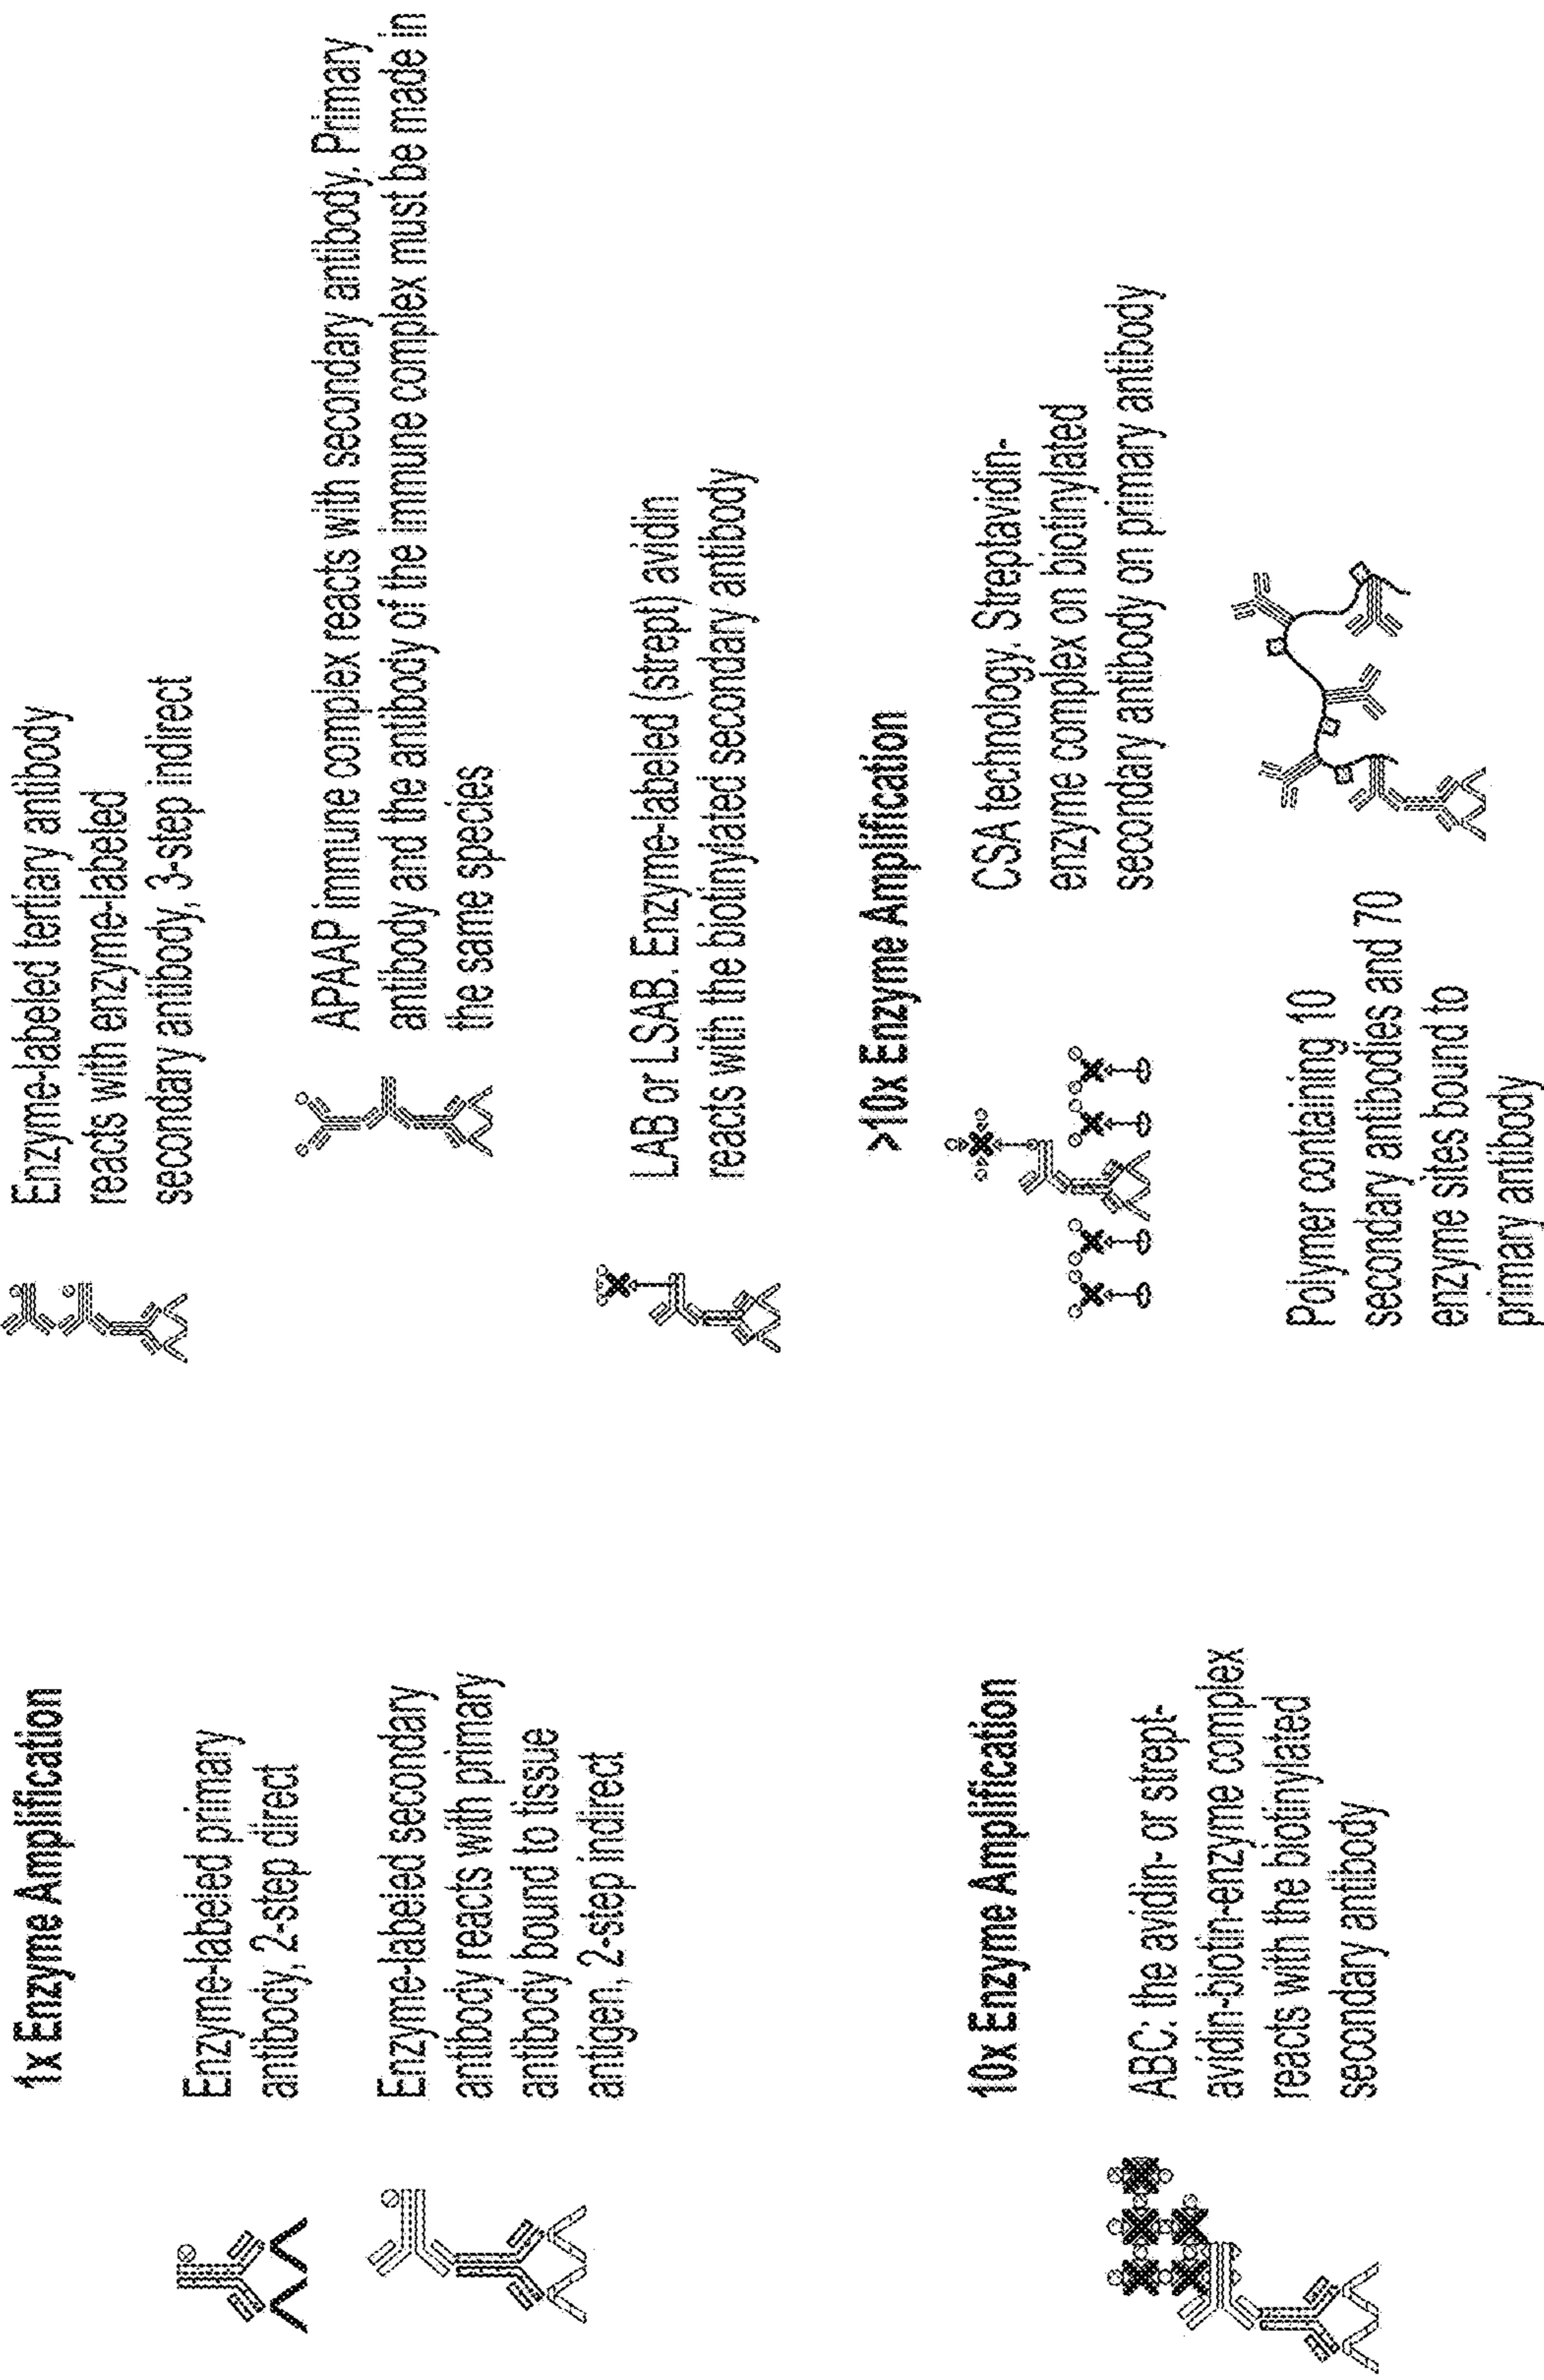 1x Enzyme Amplification
Enzyme-labeled primary
antibody, 2-step direct
Enzyme-labeled secondary
antibody reacts with primary
antibody bound to tissue
antigen, 2-step indirect
10x Enzyme Amplification
ABC: the avidin- or strept-
avidin-biotin-enzyme complex
reacts with the biotinylated
secondary antibody
Enzyme-labeled tertiary antibody
reacts with enzyme-labeled
secondary antibody, 3-step indirect
APAAP immune complex reacts with secondary antibody. Primary
antibody and the antibody of the immune complex must be made in
the same species
LAB or LSAB. Enzyme-labeled (strept) avidin
reacts with the biotinylated secondary antibody
>10x Enzyme Amplification
CSA technology. Streptavidin-
enzyme complex on biotinylated
secondary antibody on primary antibody
Polymer containing 10
secondary antibodies and 70
enzyme sites bound to
primary antibody